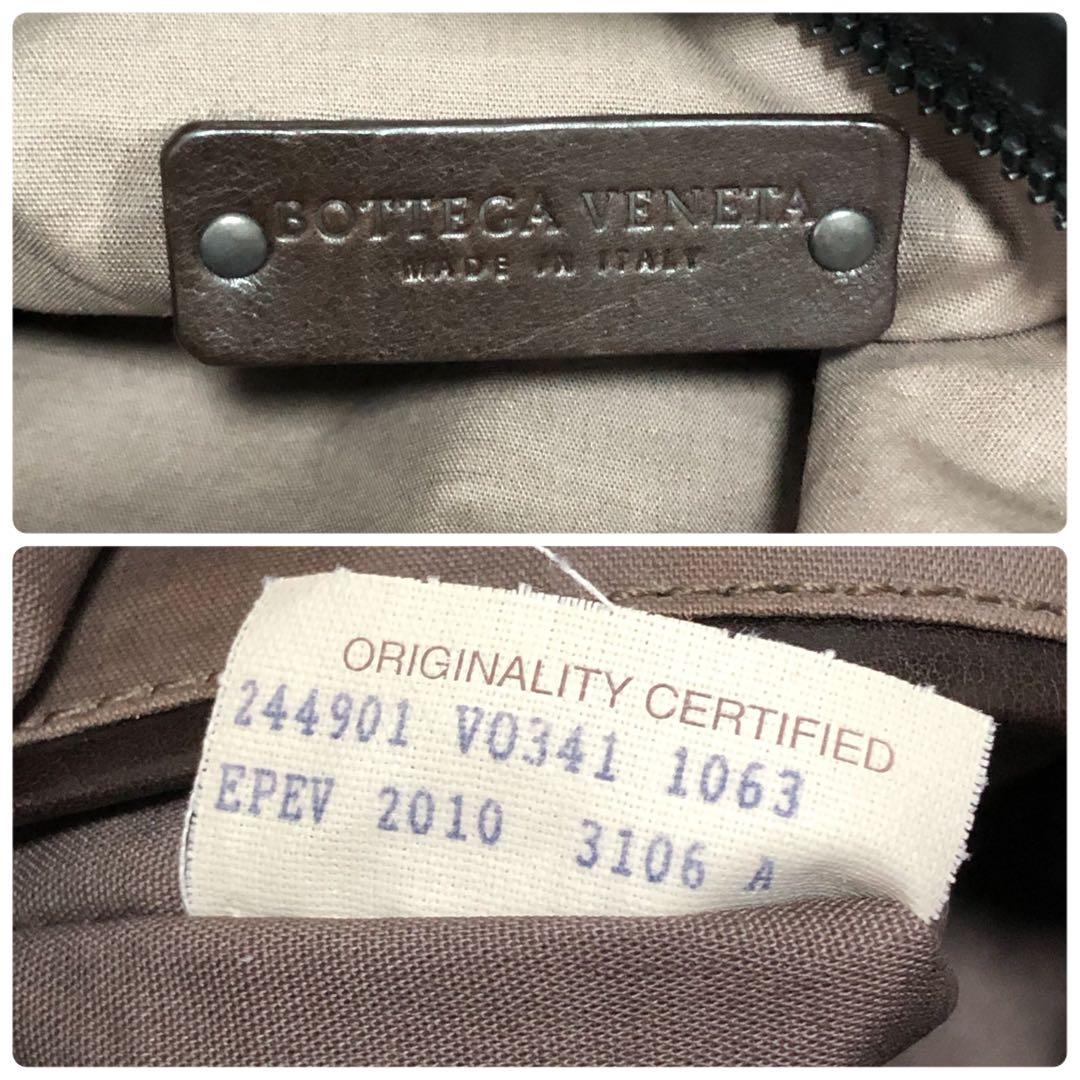 BOTTEGA VENETA
MADE IN ITALY
ORIGINALITY CERTIFIED
244901 V0341 1063
EPEV 2010 3106 A